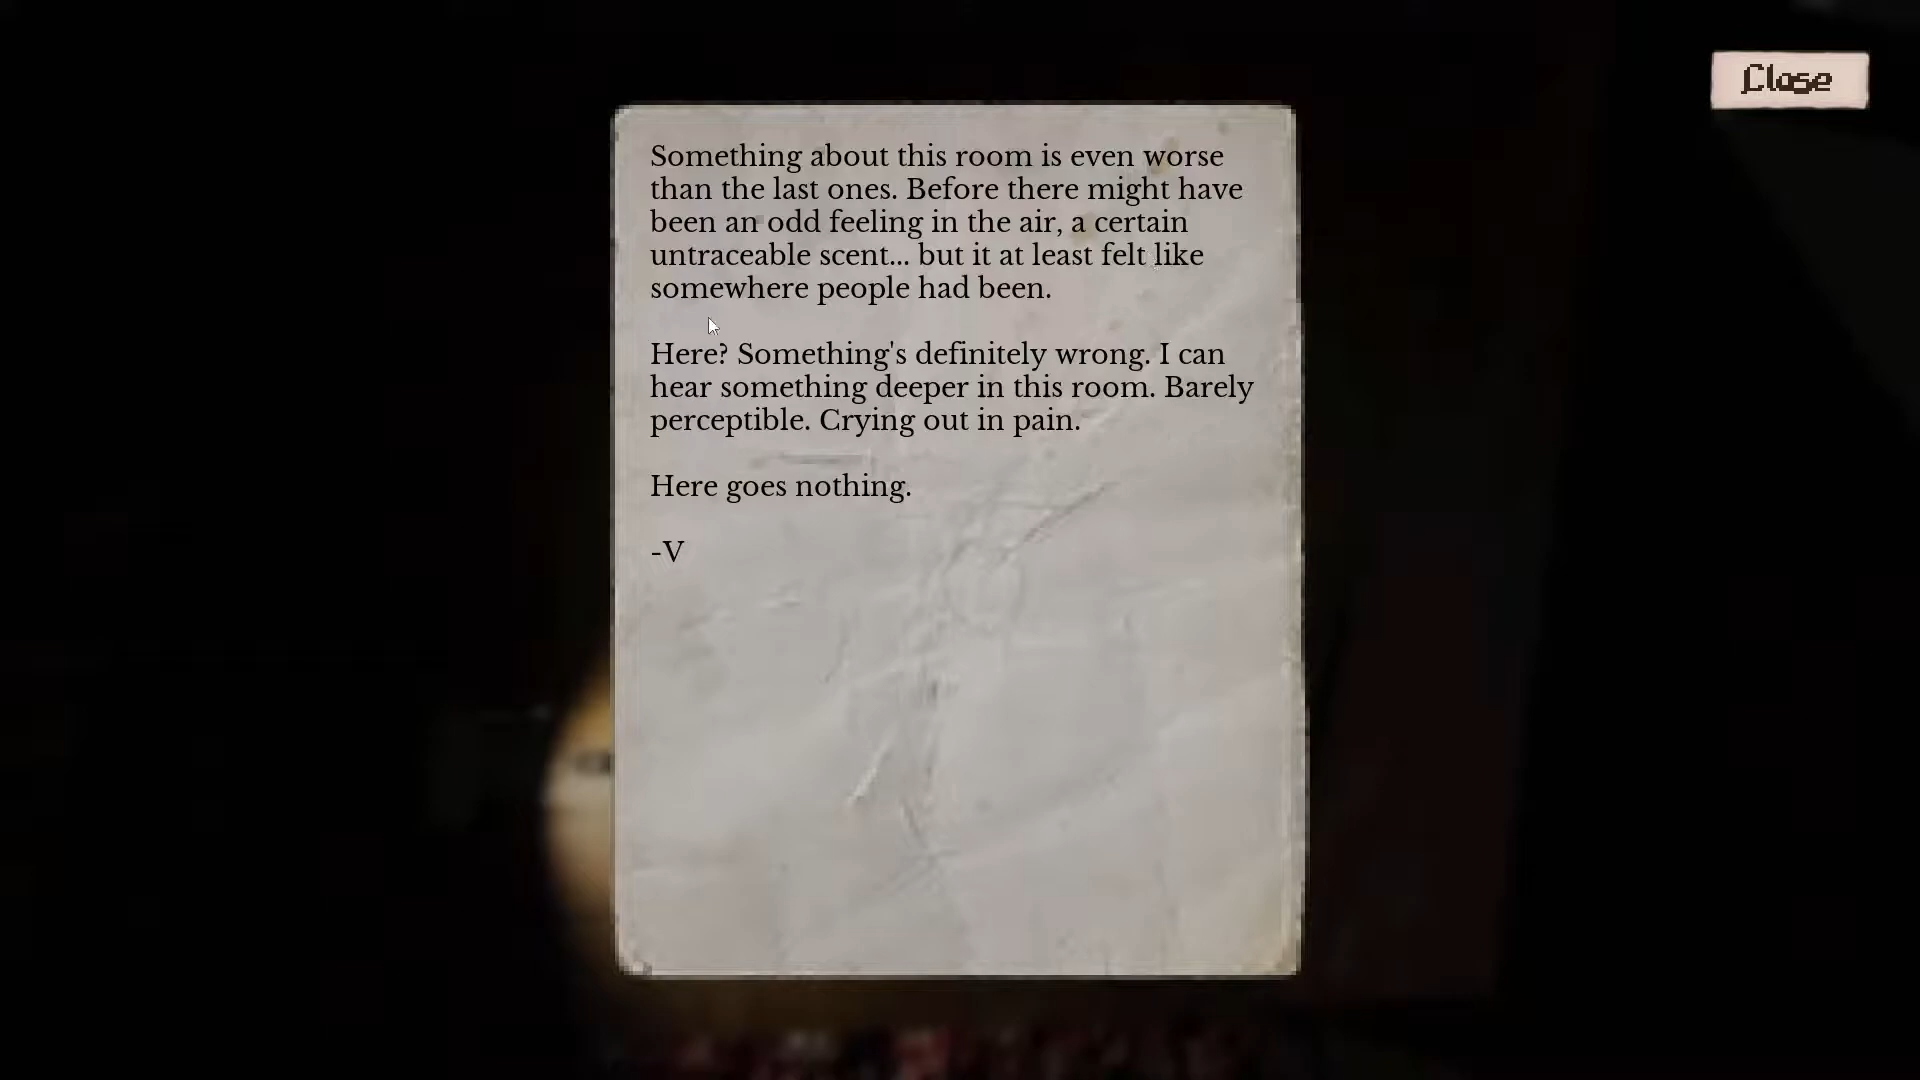 Close
Something about this room is even worse
than the last ones. Before there might have
been an odd feeling in the air, a certain
untraceable scent... but it at least felt like
somewhere people had been.
Here? Something's definitely wrong. I can
hear something deeper in this room. Barely
perceptible. Crying out in pain.
Here goes nothing.
-V